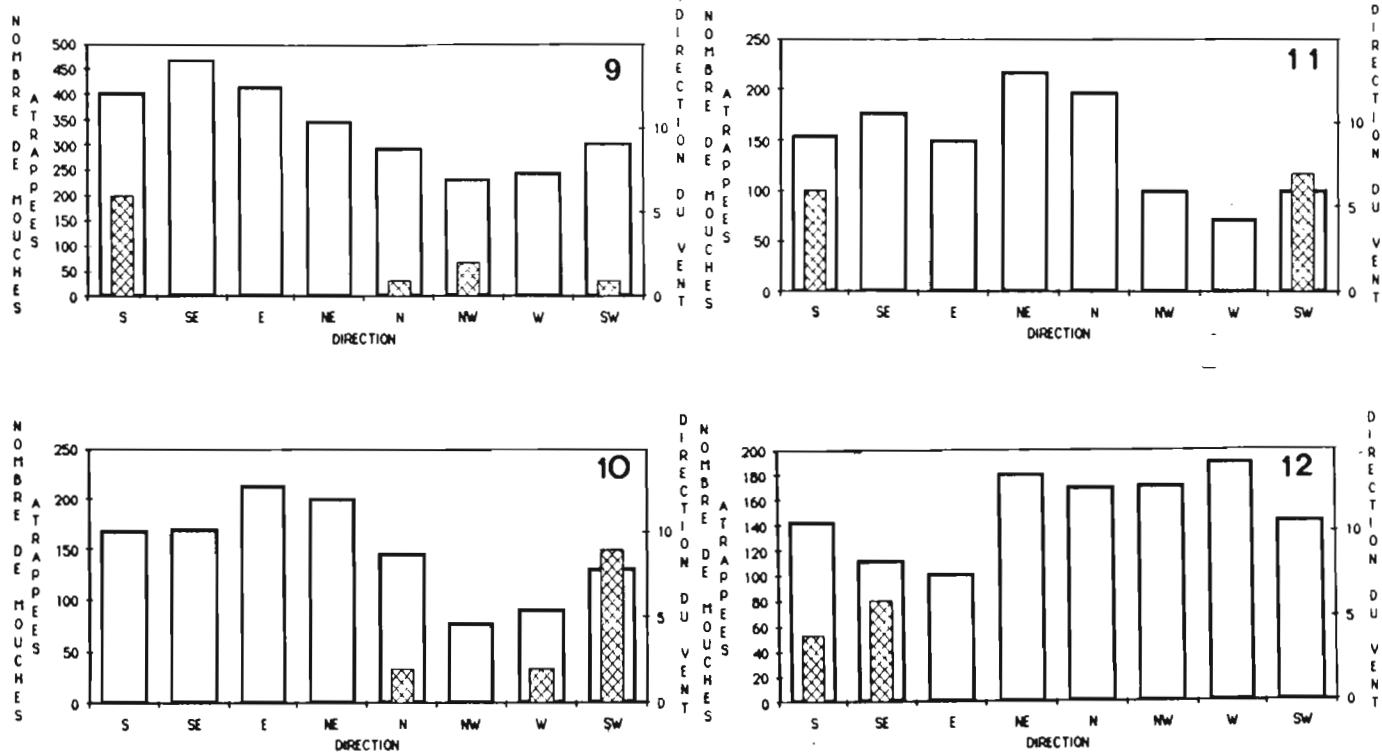 NOMBRE DE MOUCHES
ATRAPPEES
500
450
400
350
300
250
200
150
100
50
0
9
10
5
0
DIRECTION DU VENT
S SE E NE N NW W SW
DIRECTION
NOMBRE DE MOUCHES
ATRAPPEES
250
200
150
100
50
0
11
10
5
0
DIRECTION DU VENT
S SE E NE N NW W SW
DIRECTION
NOMBRE DE MOUCHES
ATRAPPEES
250
200
150
100
50
0
10
10
5
0
DIRECTION DU VENT
S SE E NE N NW W SW
DIRECTION
NOMBRE DE MOUCHES
ATRAPPEES
200
180
160
140
120
100
80
60
40
20
0
12
10
5
0
DIRECTION DU VENT
S SE E NE N NW W SW
DIRECTION